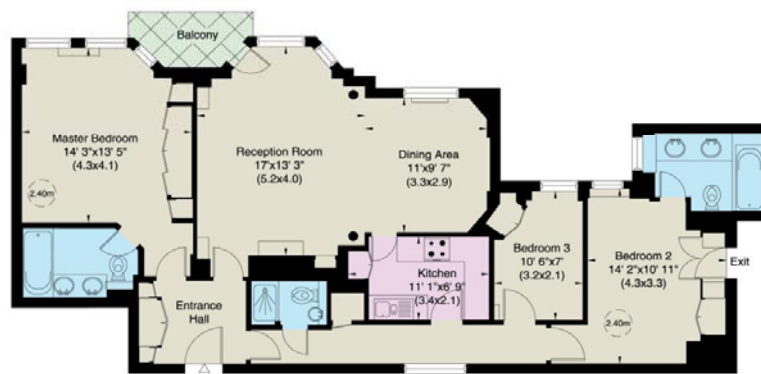 Balcony
Master Bedroom
14' 3"x13' 5"
(4.3x4.1)
2.40m
Reception Room
17'x13' 3"
(5.2x4.0)
Dining Area
11'x9' 7"
(3.3x2.9)
Kitchen
11' 1"x6' 9"
(3.4x2.1)
Bedroom 3
10' 6"x7'
(3.2x2.1)
Bedroom 2
14' 2"x10' 11"
(4.3x3.3)
2.40m
Exit
Entrance
Hall